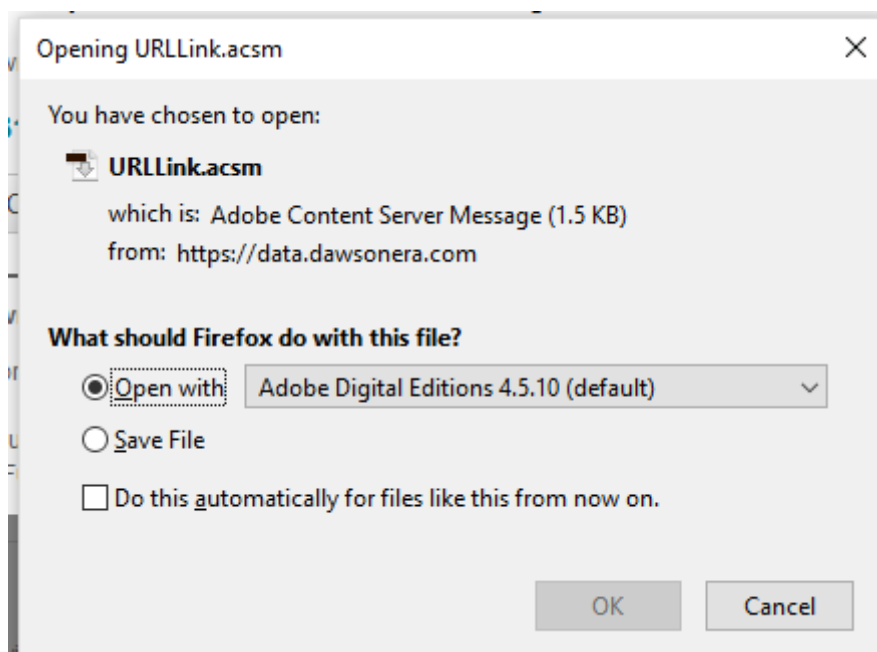 Opening URLLink.acsm
You have chosen to open:
URLLink.acsm
which is: Adobe Content Server Message (1.5 KB)
from: https://data.dawsonera.com
What should Firefox do with this file?
Open with Adobe Digital Editions 4.5.10 (default)
Save File
Do this automatically for files like this from now on.
OK Cancel